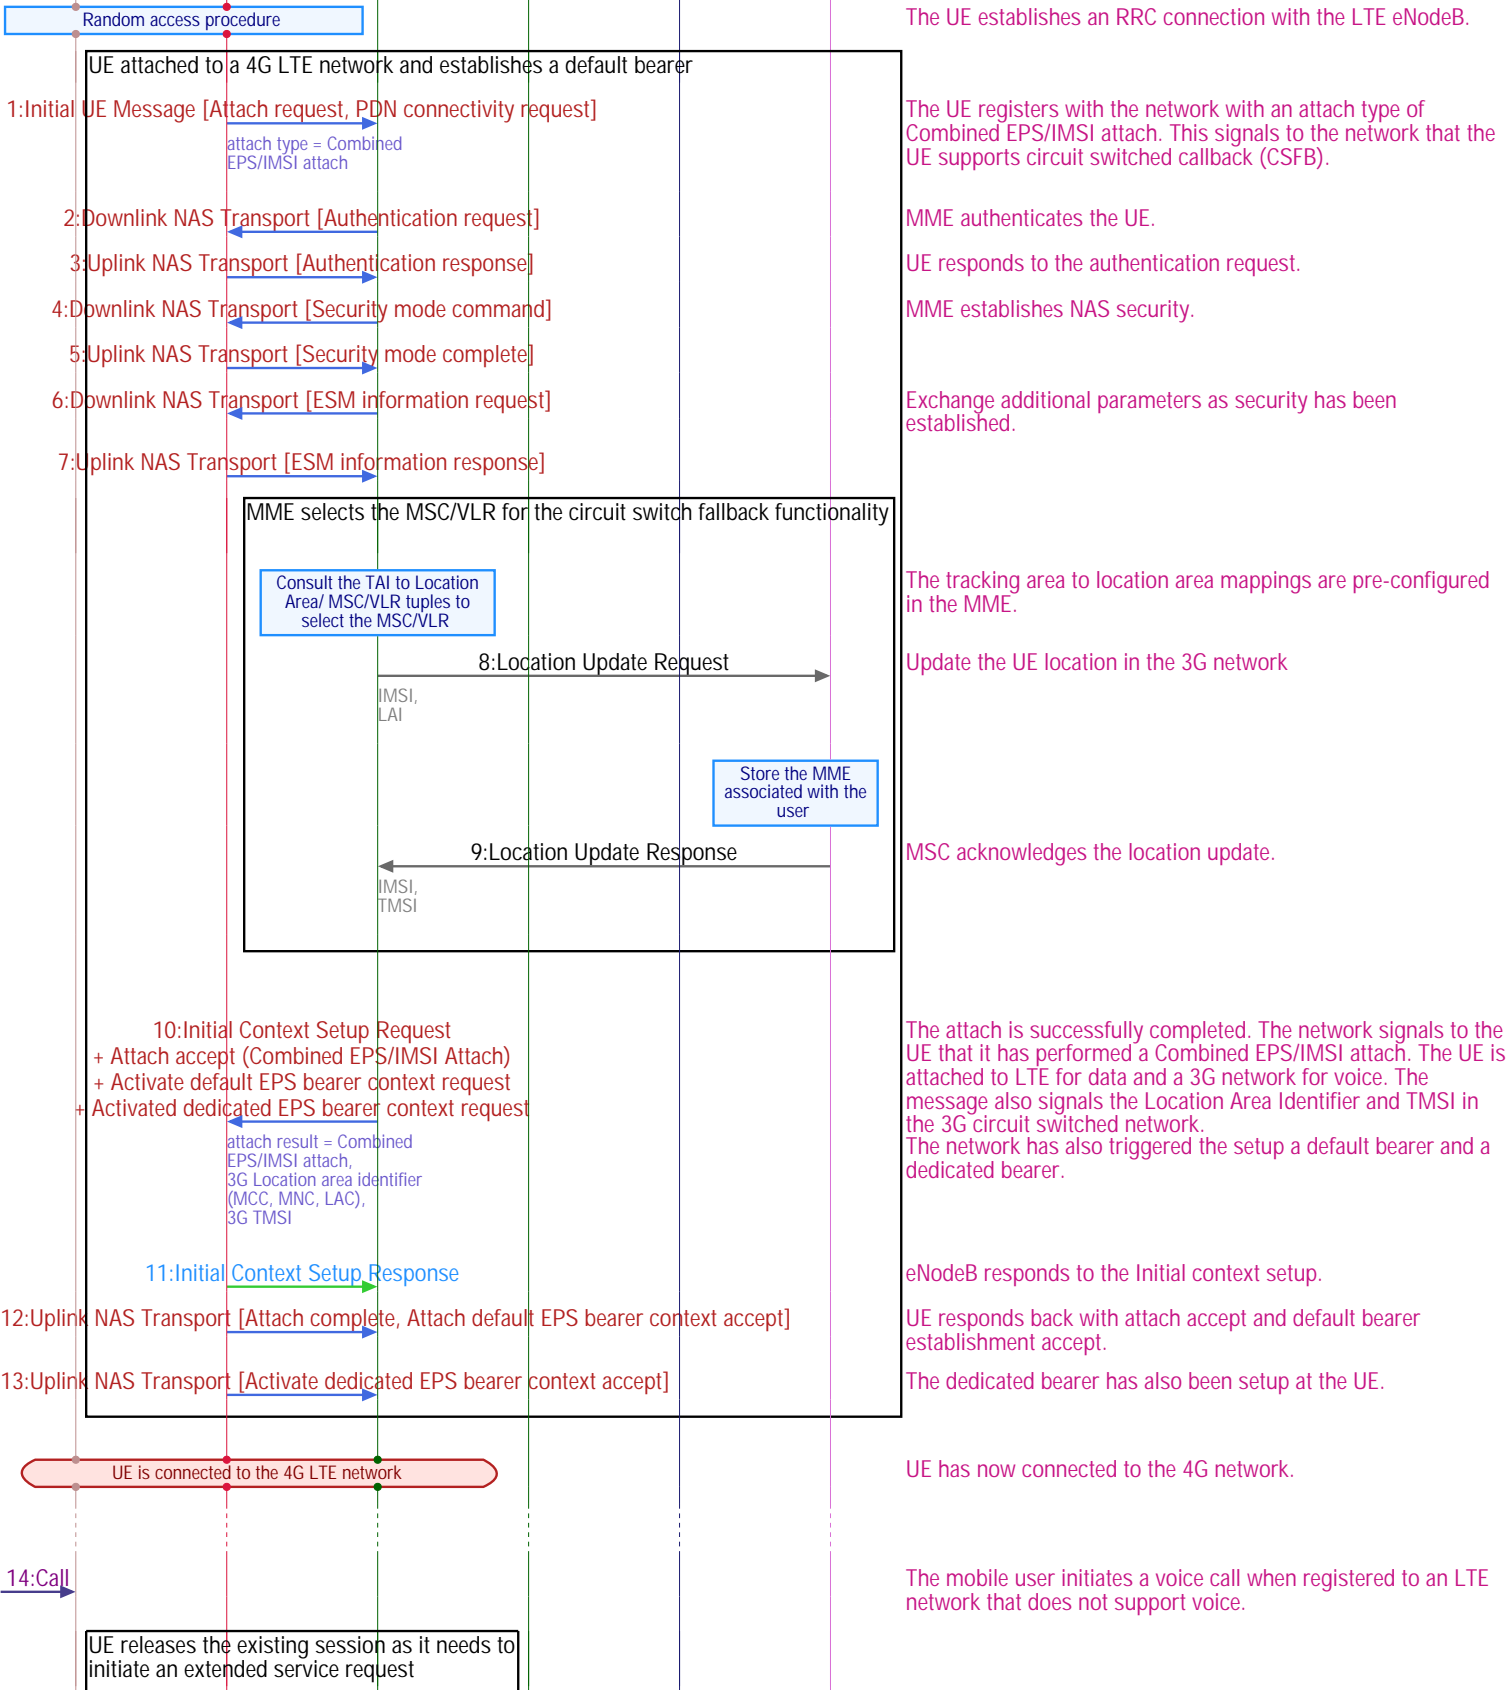 Random access procedure
The UE establishes an RRC connection with the LTE eNodeB.
UE attached to a 4G LTE network and establishes a default bearer
1:Initial UE Message [Attach request, PDN connectivity request]
attach type = Combined
EPS/IMSI attach
The UE registers with the network with an attach type of
Combined EPS/IMSI attach. This signals to the network that the
UE supports circuit switched callback (CSFB).
2:Downlink NAS Transport [Authentication request]
MME authenticates the UE.
3:Uplink NAS Transport [Authentication response]
UE responds to the authentication request.
4:Downlink NAS Transport [Security mode command]
MME establishes NAS security.
5:Uplink NAS Transport [Security mode complete]
6:Downlink NAS Transport [ESM information request]
Exchange additional parameters as security has been
established.
7:Uplink NAS Transport [ESM information response]
MME selects the MSC/VLR for the circuit switch fallback functionality
Consult the TAI to Location
Area/ MSC/VLR tuples to
select the MSC/VLR
The tracking area to location area mappings are pre-configured
in the MME.
8:Location Update Request
IMSI,
LAI
Update the UE location in the 3G network
Store the MME
associated with the
user
9:Location Update Response
IMSI,
TMSI
MSC acknowledges the location update.
10:Initial Context Setup Request
+ Attach accept (Combined EPS/IMSI Attach)
+ Activate default EPS bearer context request
+ Activated dedicated EPS bearer context request
attach result = Combined
EPS/IMSI attach,
3G Location area identifier
(MCC, MNC, LAC),
3G TMSI
The attach is successfully completed. The network signals to the
UE that it has performed a Combined EPS/IMSI attach. The UE is
attached to LTE for data and a 3G network for voice. The
message also signals the Location Area Identifier and TMSI in
the 3G circuit switched network.
The network has also triggered the setup a default bearer and a
dedicated bearer.
11:Initial Context Setup Response
eNodeB responds to the Initial context setup.
12:Uplink NAS Transport [Attach complete, Attach default EPS bearer context accept]
UE responds back with attach accept and default bearer
establishment accept.
13:Uplink NAS Transport [Activate dedicated EPS bearer context accept]
The dedicated bearer has also been setup at the UE.
UE is connected to the 4G LTE network
UE has now connected to the 4G network.
14:Call
The mobile user initiates a voice call when registered to an LTE
network that does not support voice.
UE releases the existing session as it needs to
initiate an extended service request